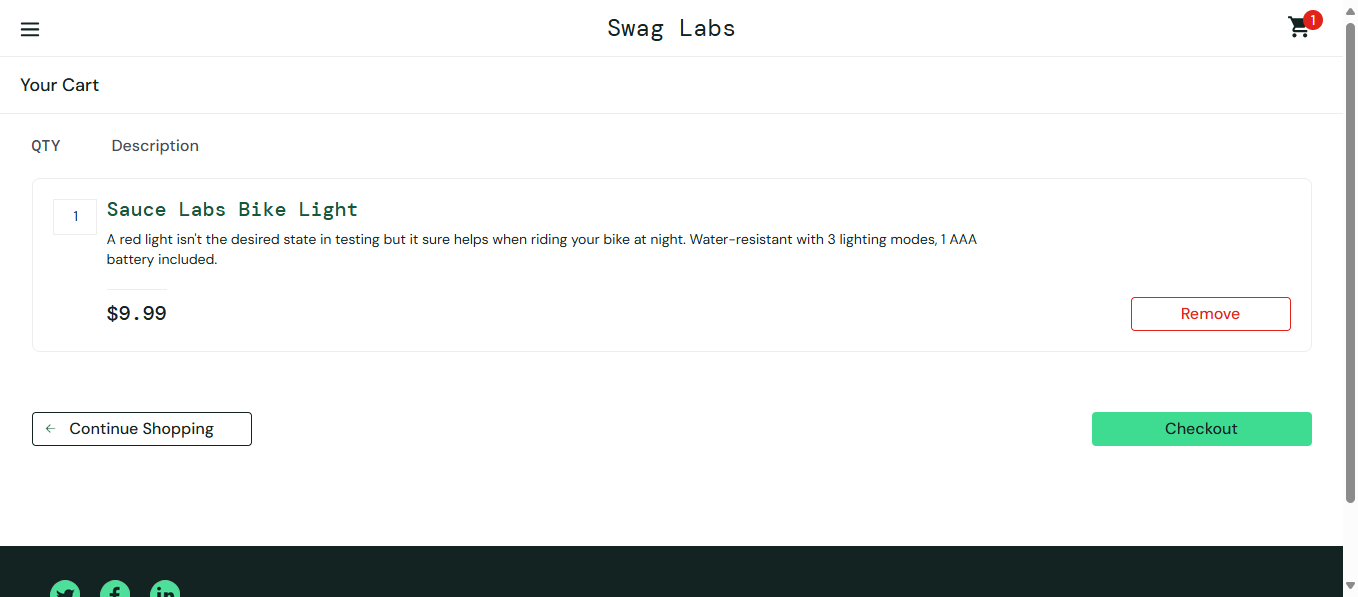 Swag Labs
1
Your Cart
QTY Description
1
Sauce Labs Bike Light
A red light isn't the desired state in testing but it sure helps when riding your bike at night. Water-resistant with 3 lighting modes, 1 AAA
battery included.
$9.99
Remove
Continue Shopping
Checkout